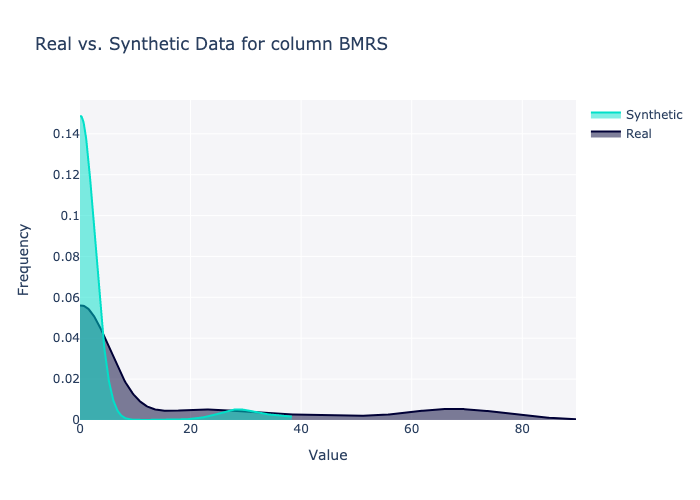 Real vs. Synthetic Data for column BMRS
Synthetic
Real
0.14
0.12
0.1
0.08
0.06
0.04
0.02
0
0 20 40 60 80
Frequency
Value